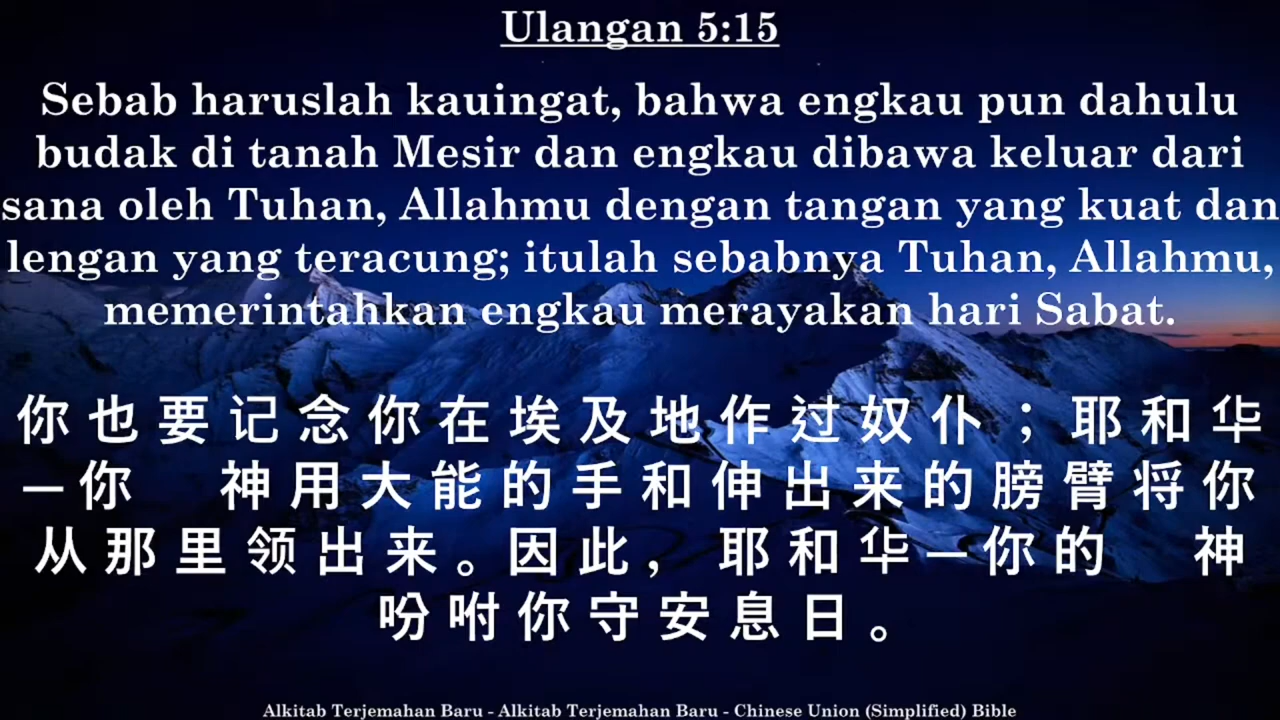 Ulangan 5:15
Sebab haruslah kauingat, bahwa engkau pun dahulu
budak di tanah Mesir dan engkau dibawa keluar dari
sana oleh Tuhan, Allahmu dengan tangan yang kuat dan
lengan yang teracung; itulah sebabnya Tuhan, Allahmu,
memerintahkan engkau merayakan hari Sabat.
你也要记念你在埃及地作过奴仆；耶和华
─你　神用大能的手和伸出来的膀臂将你
从那里领出来。因此，耶和华─你的　神
吩咐你守安息日。
Alkitab Terjemahan Baru - Alkitab Terjemahan Baru - Chinese Union (Simplified) Bible